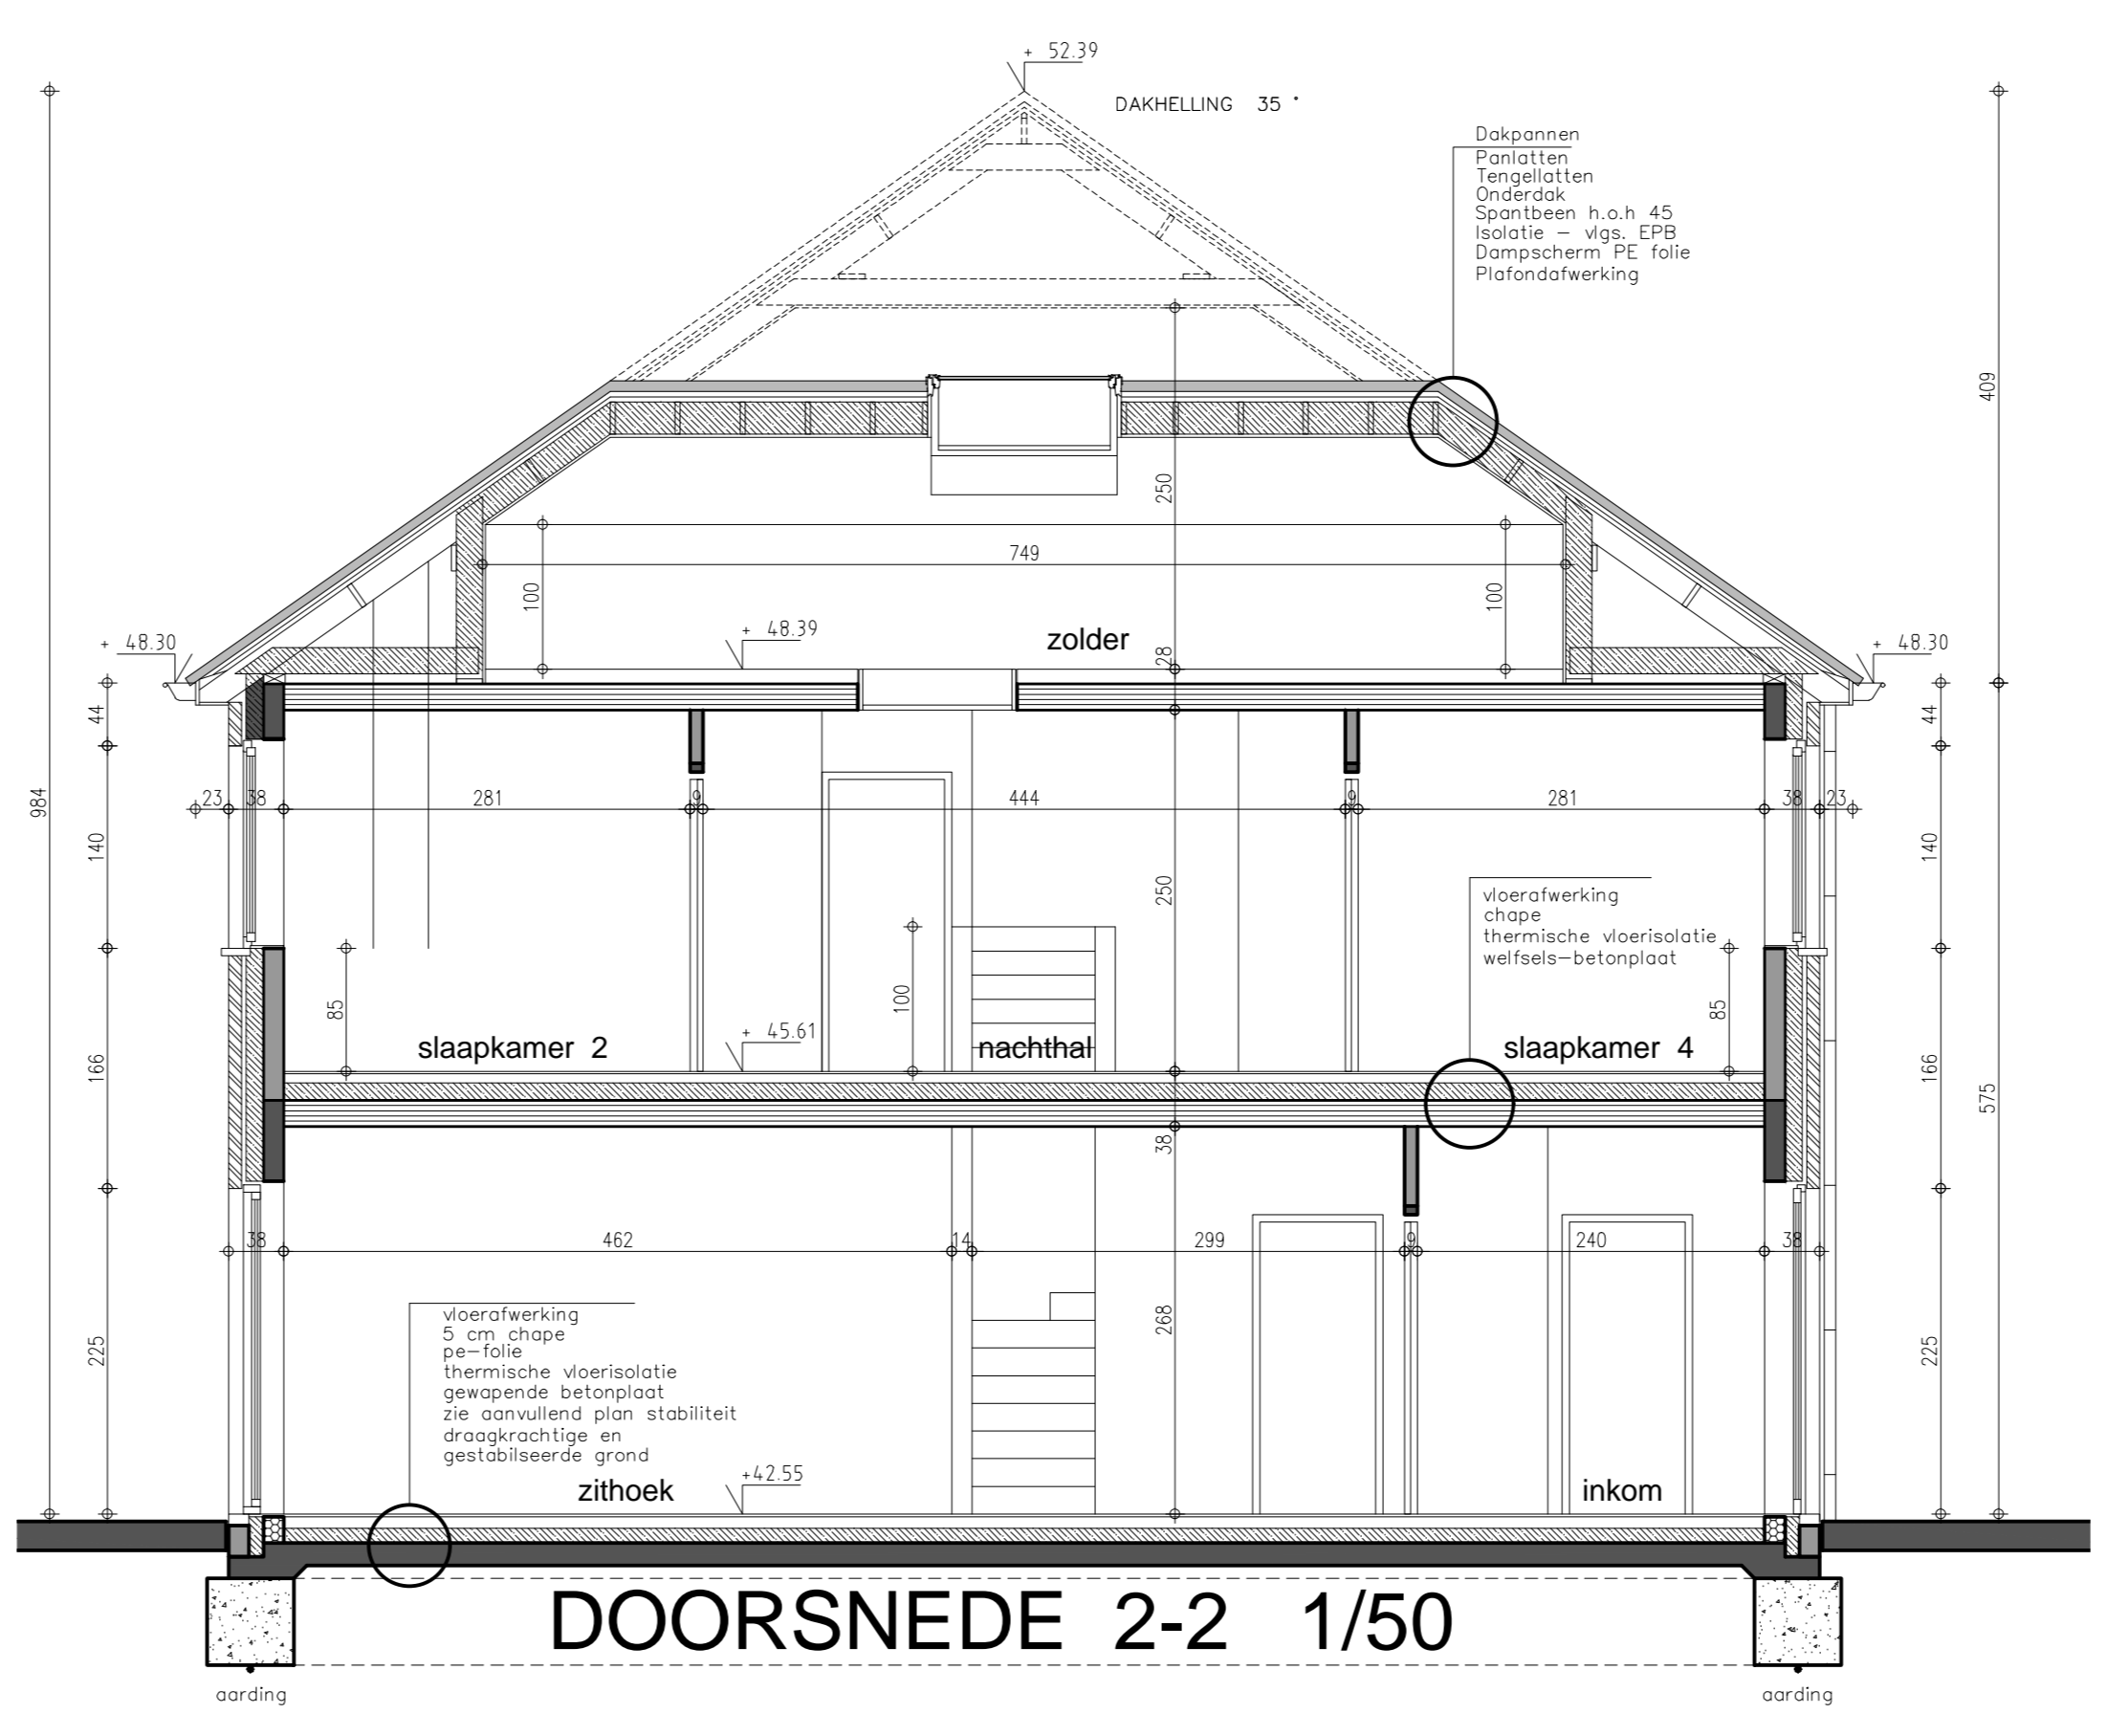 + 52.39
DAKHELLING 35 °
Dakpannen
Panlatten
Tengellatten
Onderdak
Spantbeen h.o.h 45
Isolatie – vlgs. EPB
Dampscherm PE folie
Plafondafwerking
409
250
749
100
100
+ 48.39
zolder
28
+ 48.30
+ 48.30
44
44
984
23
38
281
9
444
9
281
38
23
140
250
140
vloerafwerking
chape
thermische vloerisolatie
welfsels-betonplaat
85
100
85
+ 45.61
slaapkamer 2
nachthal
slaapkamer 4
166
166
575
38
38
462
14
299
9
240
38
268
225
225
vloerafwerking
5 cm chape
pe-folie
thermische vloerisolatie
gewapende betonplaat
zie aanvullend plan stabiliteit
draagkrachtige en
gestabilseerde grond
+42.55
zithoek
inkom
DOORSNEDE 2-2 1/50
aarding
aarding